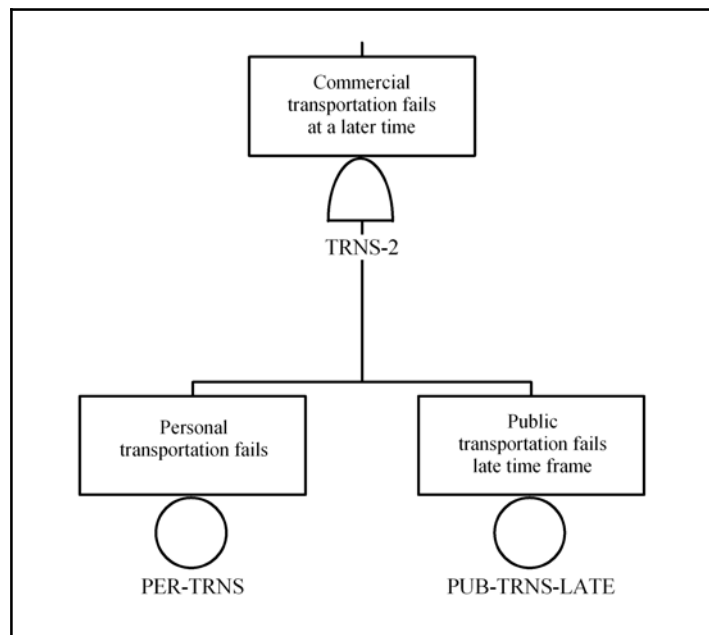 Commercial
transportation fails
at a later time
TRNS-2
Personal
transportation fails
Public
transportation fails
late time frame
PER-TRNS
PUB-TRNS-LATE